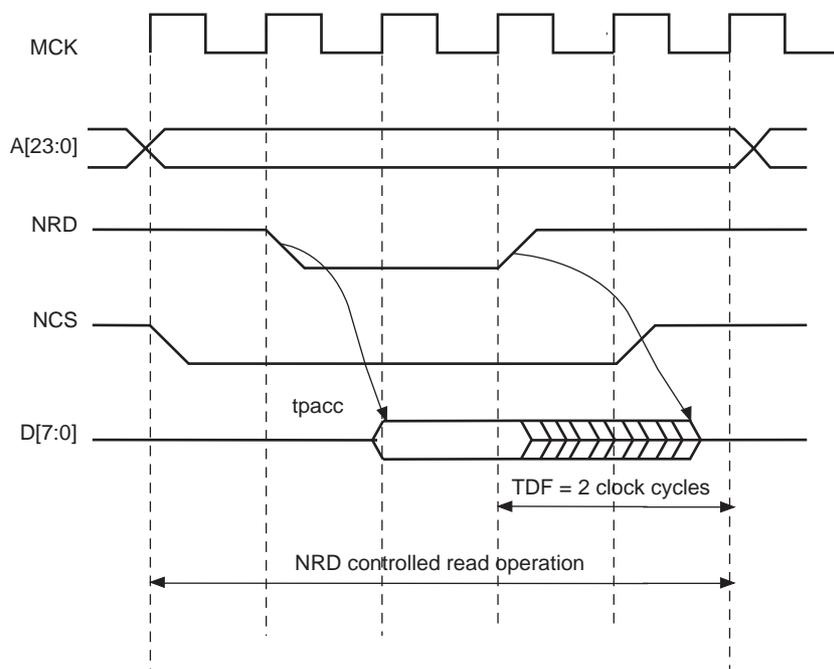 MCK
A[23:0]
NRD
NCS
tpacc
D[7:0]
TDF = 2 clock cycles
NRD controlled read operation